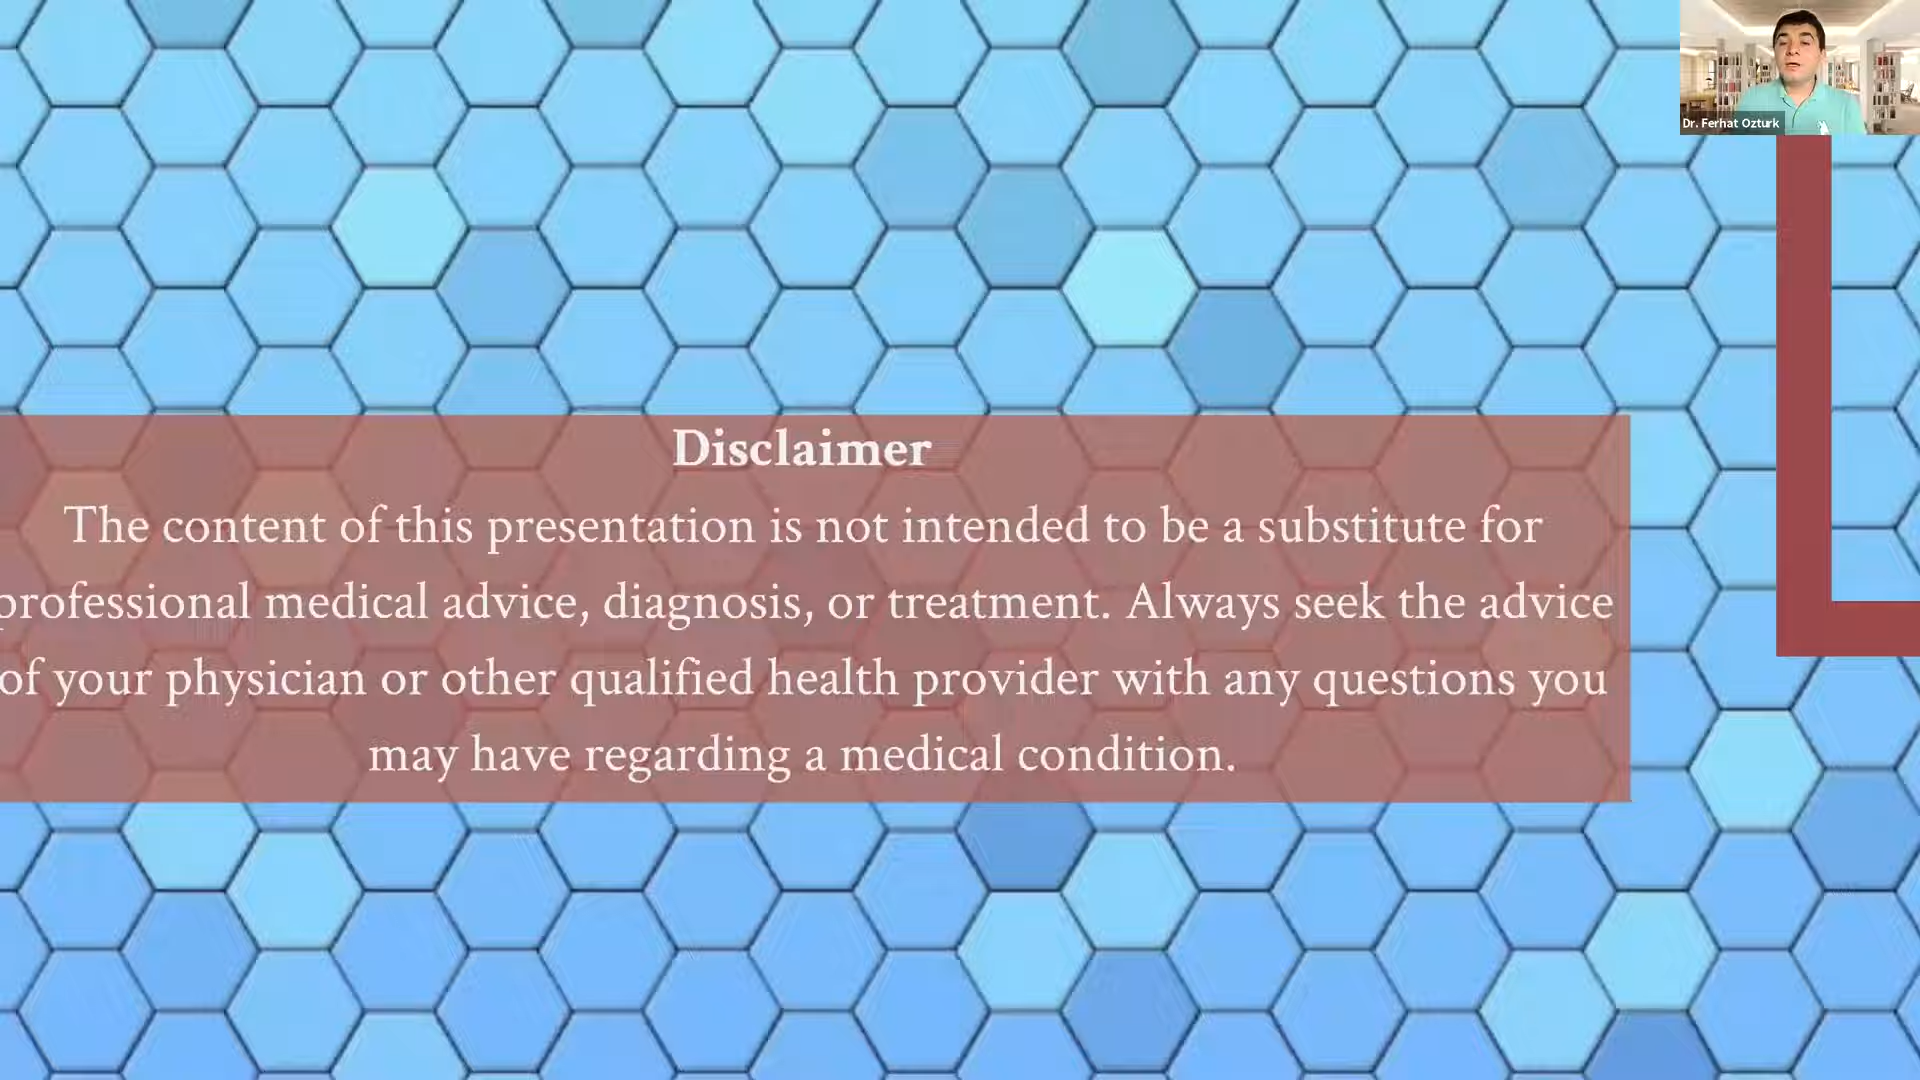 Dr. Ferhat Ozturk
Disclaimer
The content of this presentation is not intended to be a substitute for
professional medical advice, diagnosis, or treatment. Always seek the advice
of your physician or other qualified health provider with any questions you
may have regarding a medical condition.